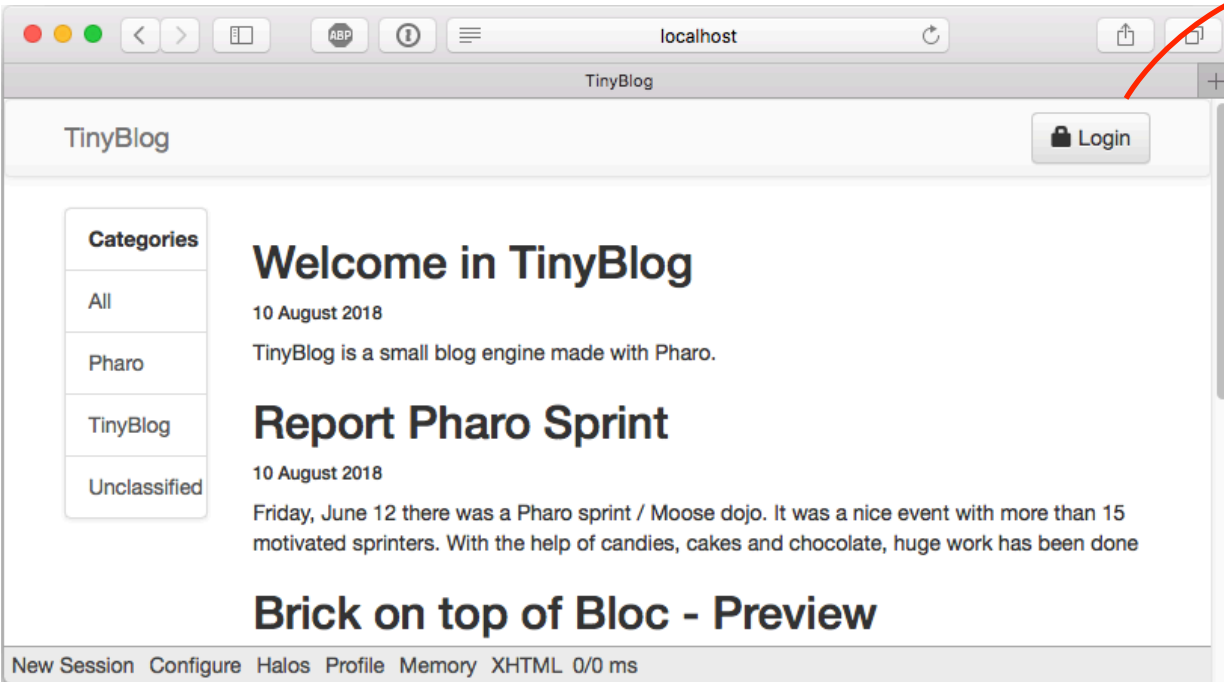 ABP
localhost
TinyBlog
TinyBlog
Login
Categories
All
Pharo
TinyBlog
Unclassified
Welcome in TinyBlog
10 August 2018
TinyBlog is a small blog engine made with Pharo.
Report Pharo Sprint
10 August 2018
Friday, June 12 there was a Pharo sprint / Moose dojo. It was a nice event with more than 15
motivated sprinters. With the help of candies, cakes and chocolate, huge work has been done
Brick on top of Bloc - Preview
New Session Configure Halos Profile Memory XHTML 0/0 ms